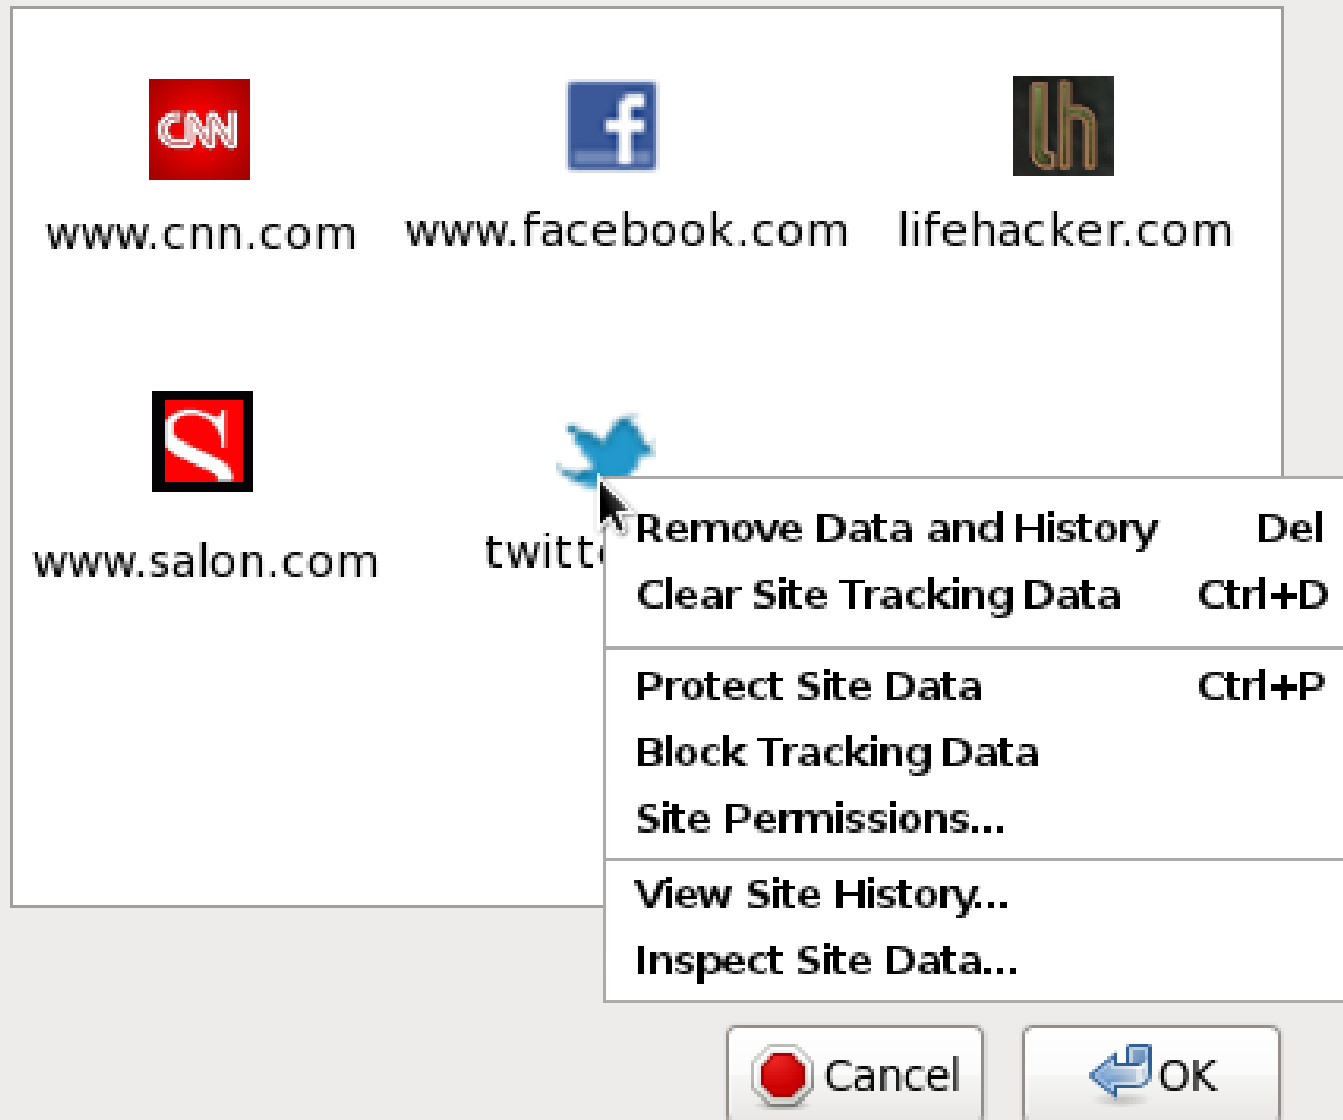 CNN
f
lh
www.cnn.com
www.facebook.com
lifehacker.com
S
www.salon.com
Remove Data and History Del
Clear Site Tracking Data Ctrl+D
Protect Site Data Ctrl+P
Block Tracking Data
Site Permissions...
View Site History...
Inspect Site Data...
Cancel
OK